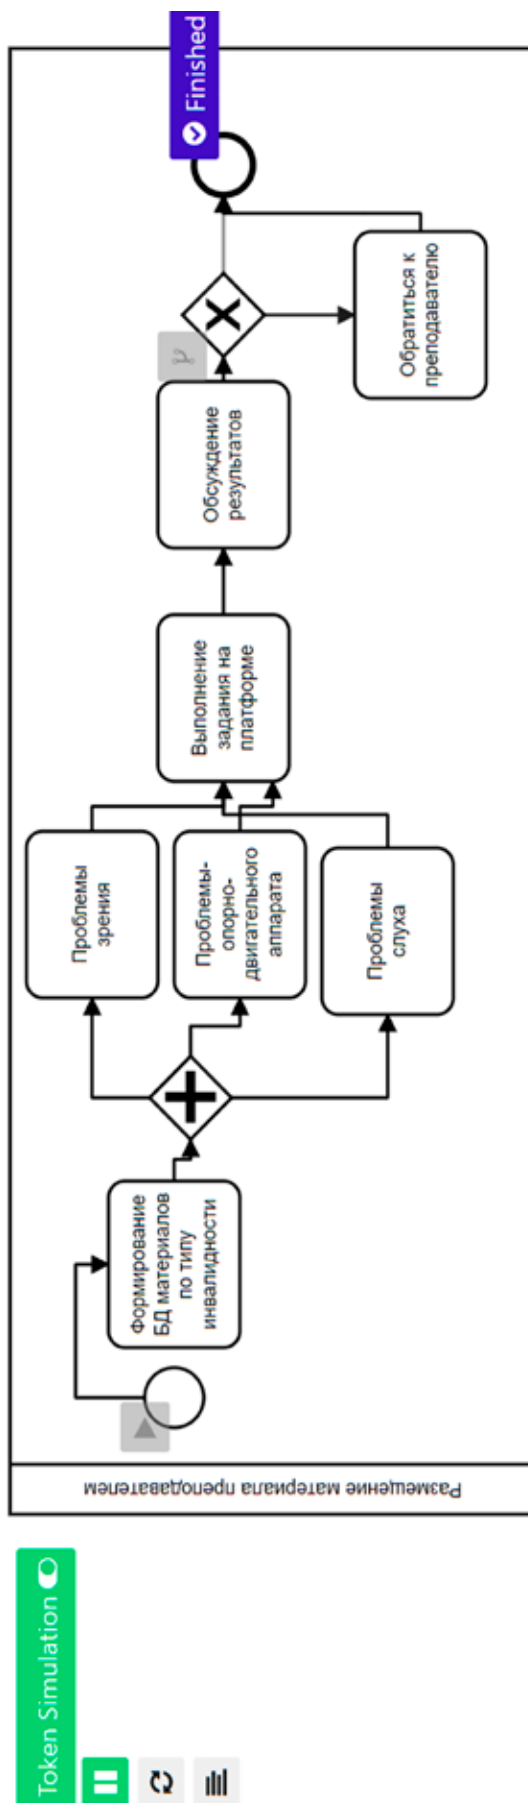 Token Simulation
Размещение материала преподавателем
Формирование
БД материалов
по типу
инвалидности
Проблемы
зрения
Проблемы-
опорно-
двигательного
аппарата
Проблемы
слуха
Выполнение
задания на
платформе
Обсуждение
результатов
Обратиться к
преподавателю
Finished